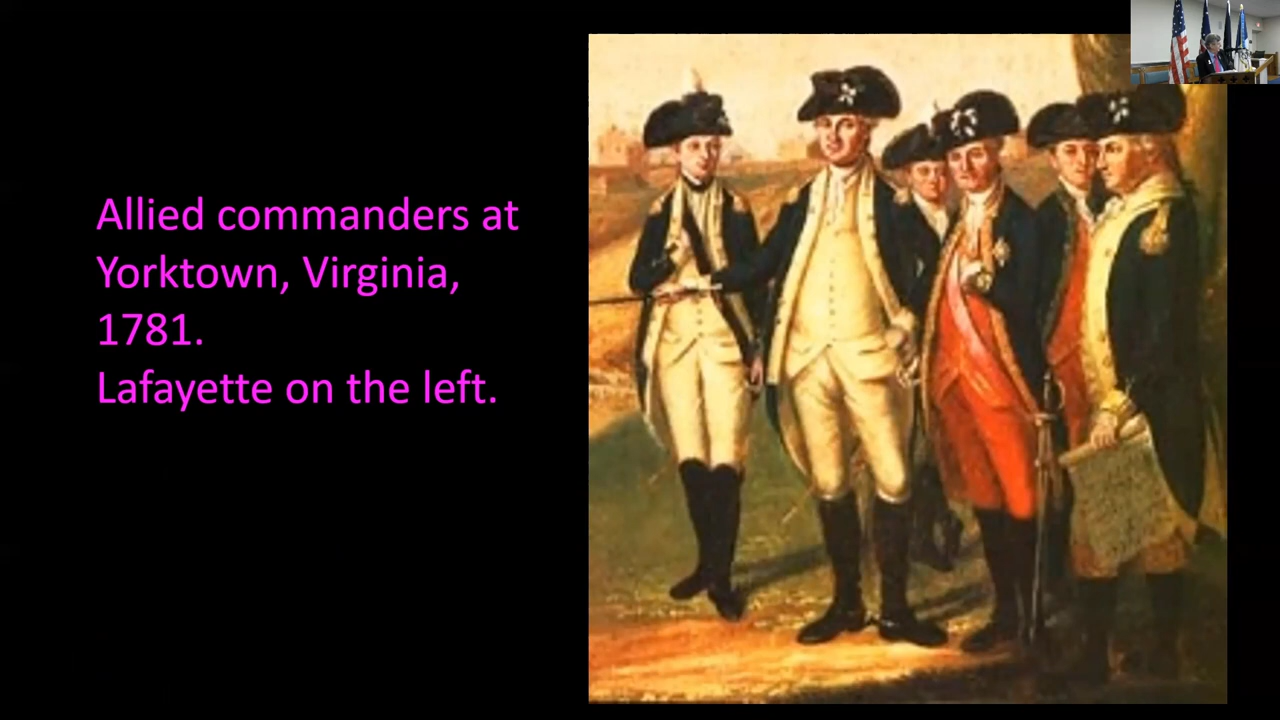 Allied commanders at
Yorktown, Virginia,
1781.
Lafayette on the left.